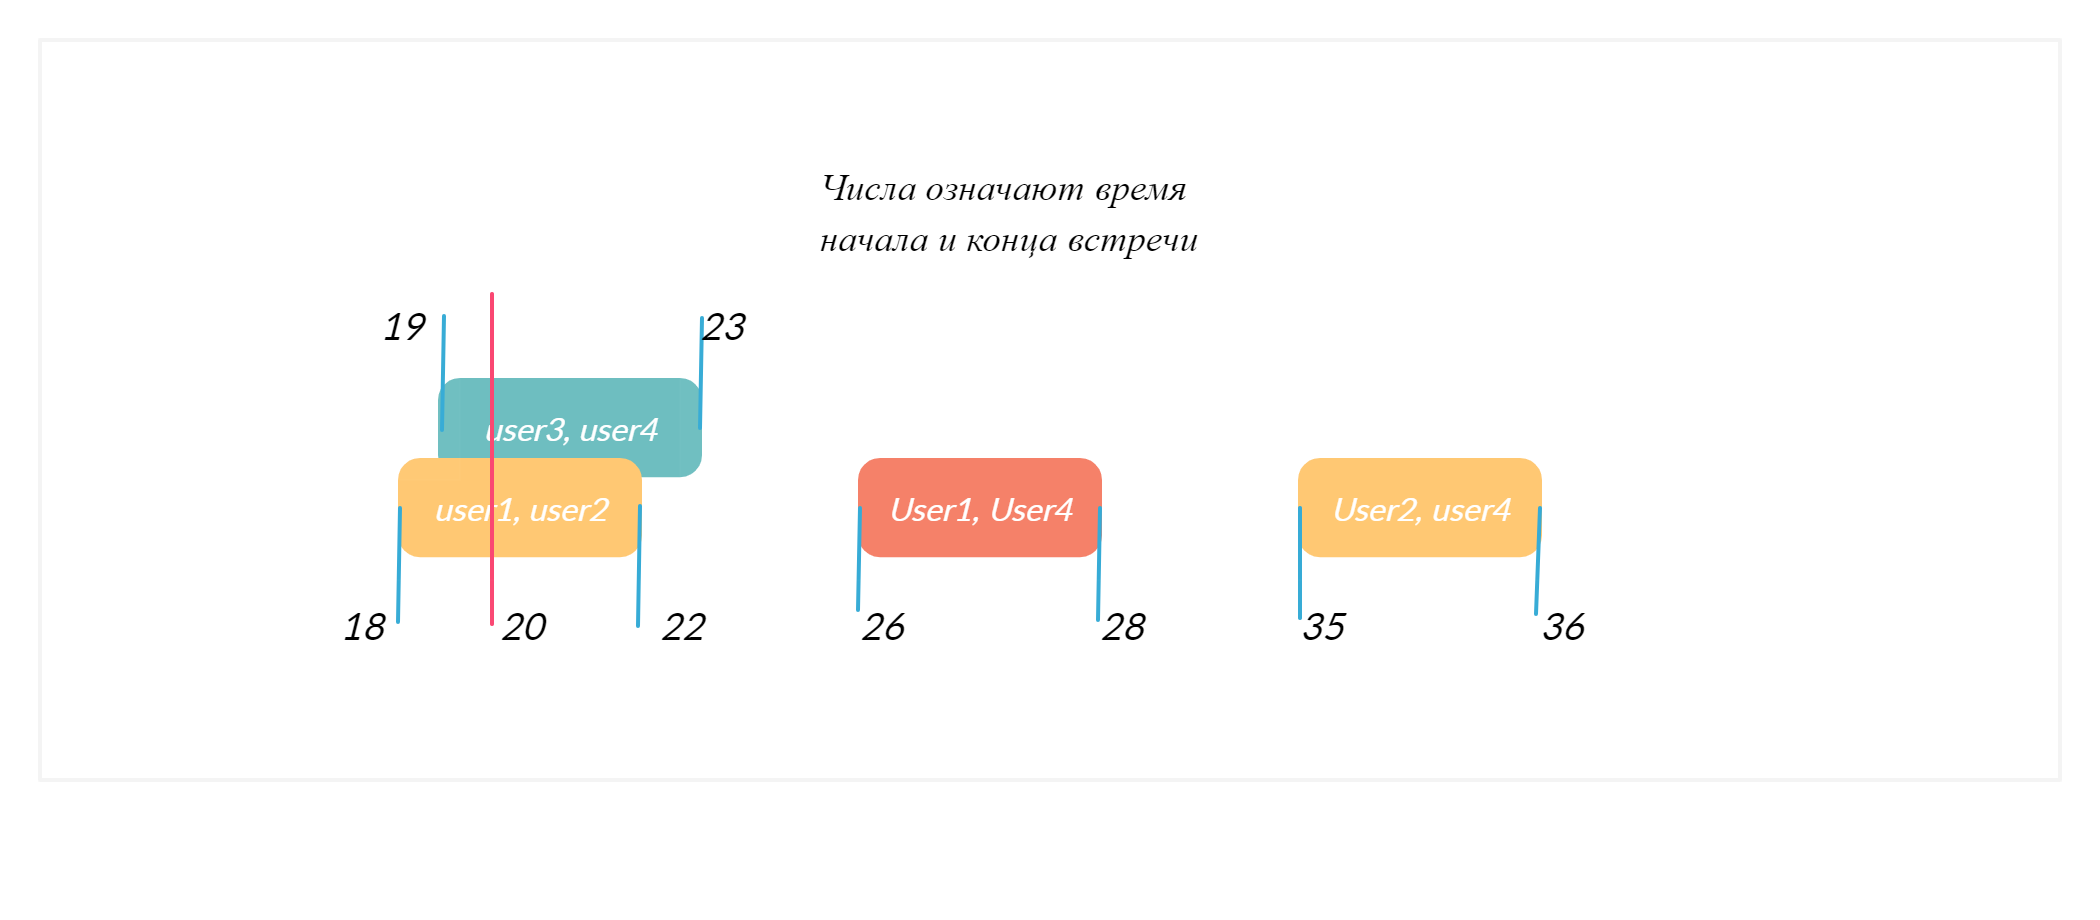 Числа означают время
начала и конца встречи
19
23
user3, user4
user1, user2
User1, User4
User2, user4
18
20
22
26
28
35
36